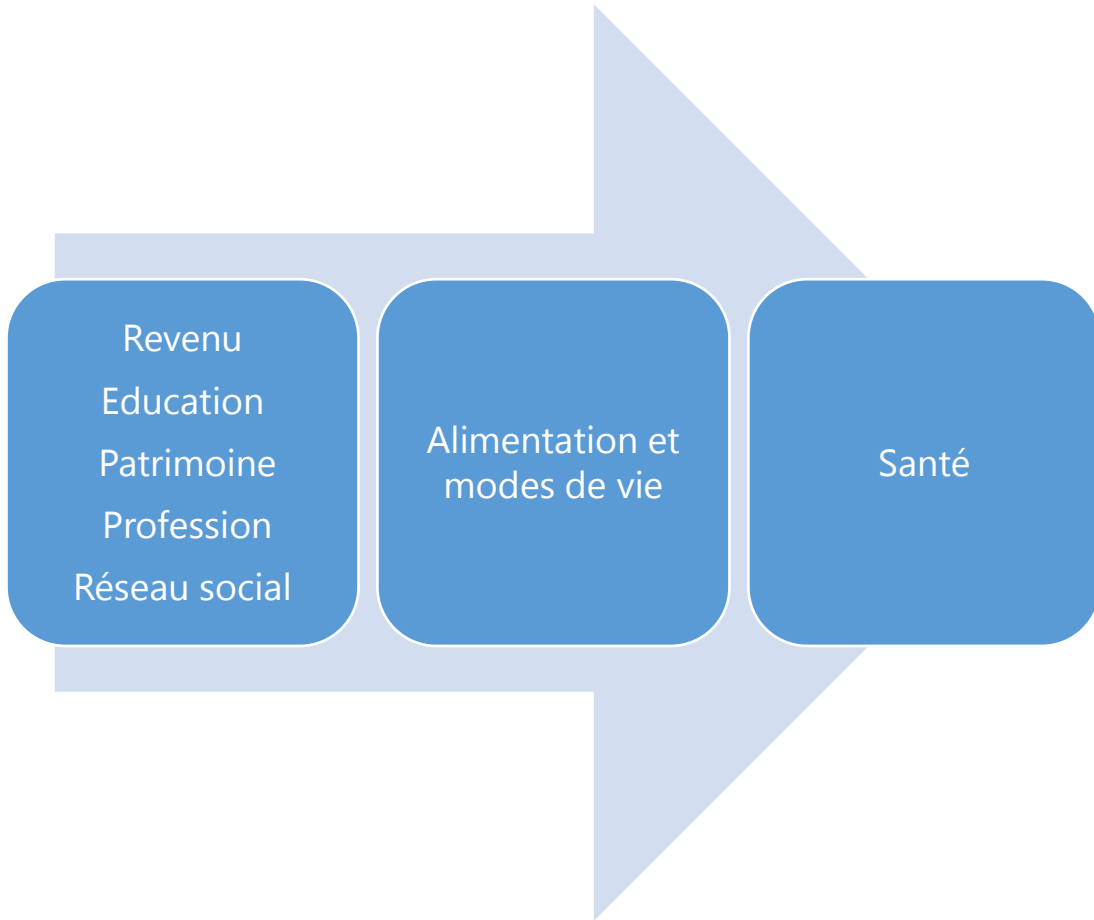 Revenu
Education
Patrimoine
Profession
Réseau social
Alimentation et
modes de vie
Santé